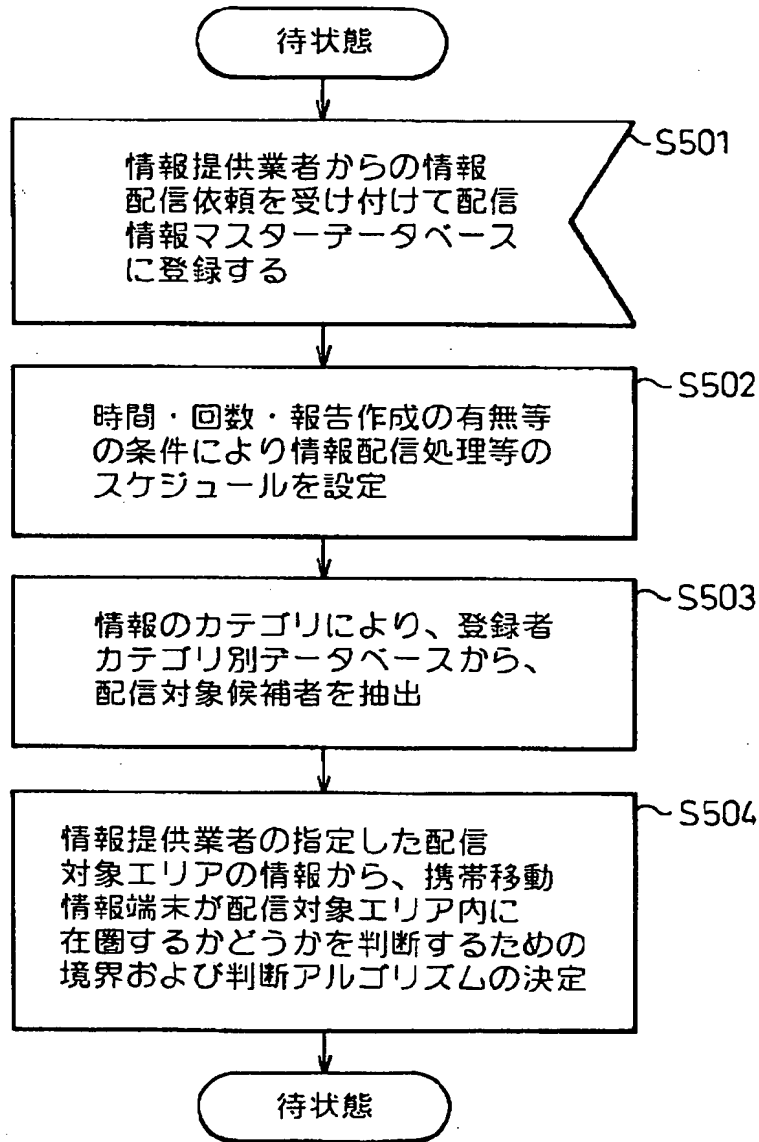 待状態
S501
情報提供業者からの情報
配信依頼を受け付けて配信
情報マスターデータベース
に登録する
S502
時間・回数・報告作成の有無等
の条件により情報配信処理等の
スケジュールを設定
S503
情報のカテゴリにより、登録者
カテゴリ別データベースから、
配信対象候補者を抽出
S504
情報提供業者の指定した配信
対象エリアの情報から、携帯移動
情報端末が配信対象エリア内に
在圏するかどうかを判断するための
境界および判断アルゴリズムの決定
待状態